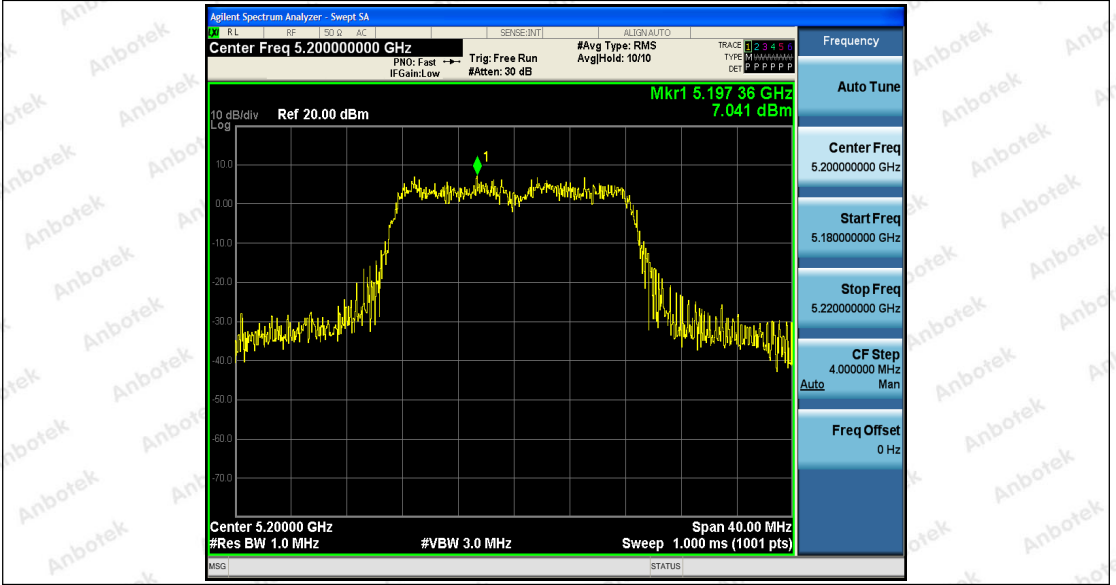 Agilent Spectrum Analyzer - Swept SA
RL RF 50 Ω AC SENSE:INT ALIGN AUTO
Center Freq 5.200000000 GHz
PNO: Fast
IFGain:Low
Trig: Free Run
#Atten: 30 dB
#Avg Type: RMS
Avg|Hold: 10/10
TRACE 1 2 3 4 5 6
TYPE M
DET P P P P P P
Mkr1 5.197 36 GHz
7.041 dBm
10 dB/div Ref 20.00 dBm
Log
1
10.0
0.00
-10.0
-20.0
-30.0
-40.0
-50.0
-60.0
-70.0
Center 5.20000 GHz Span 40.00 MHz
#Res BW 1.0 MHz #VBW 3.0 MHz Sweep 1.000 ms (1001 pts)
MSG STATUS
Frequency
Auto Tune
Center Freq
5.200000000 GHz
Start Freq
5.180000000 GHz
Stop Freq
5.220000000 GHz
CF Step
4.000000 MHz
Auto Man
Freq Offset
0 Hz
Anbotek